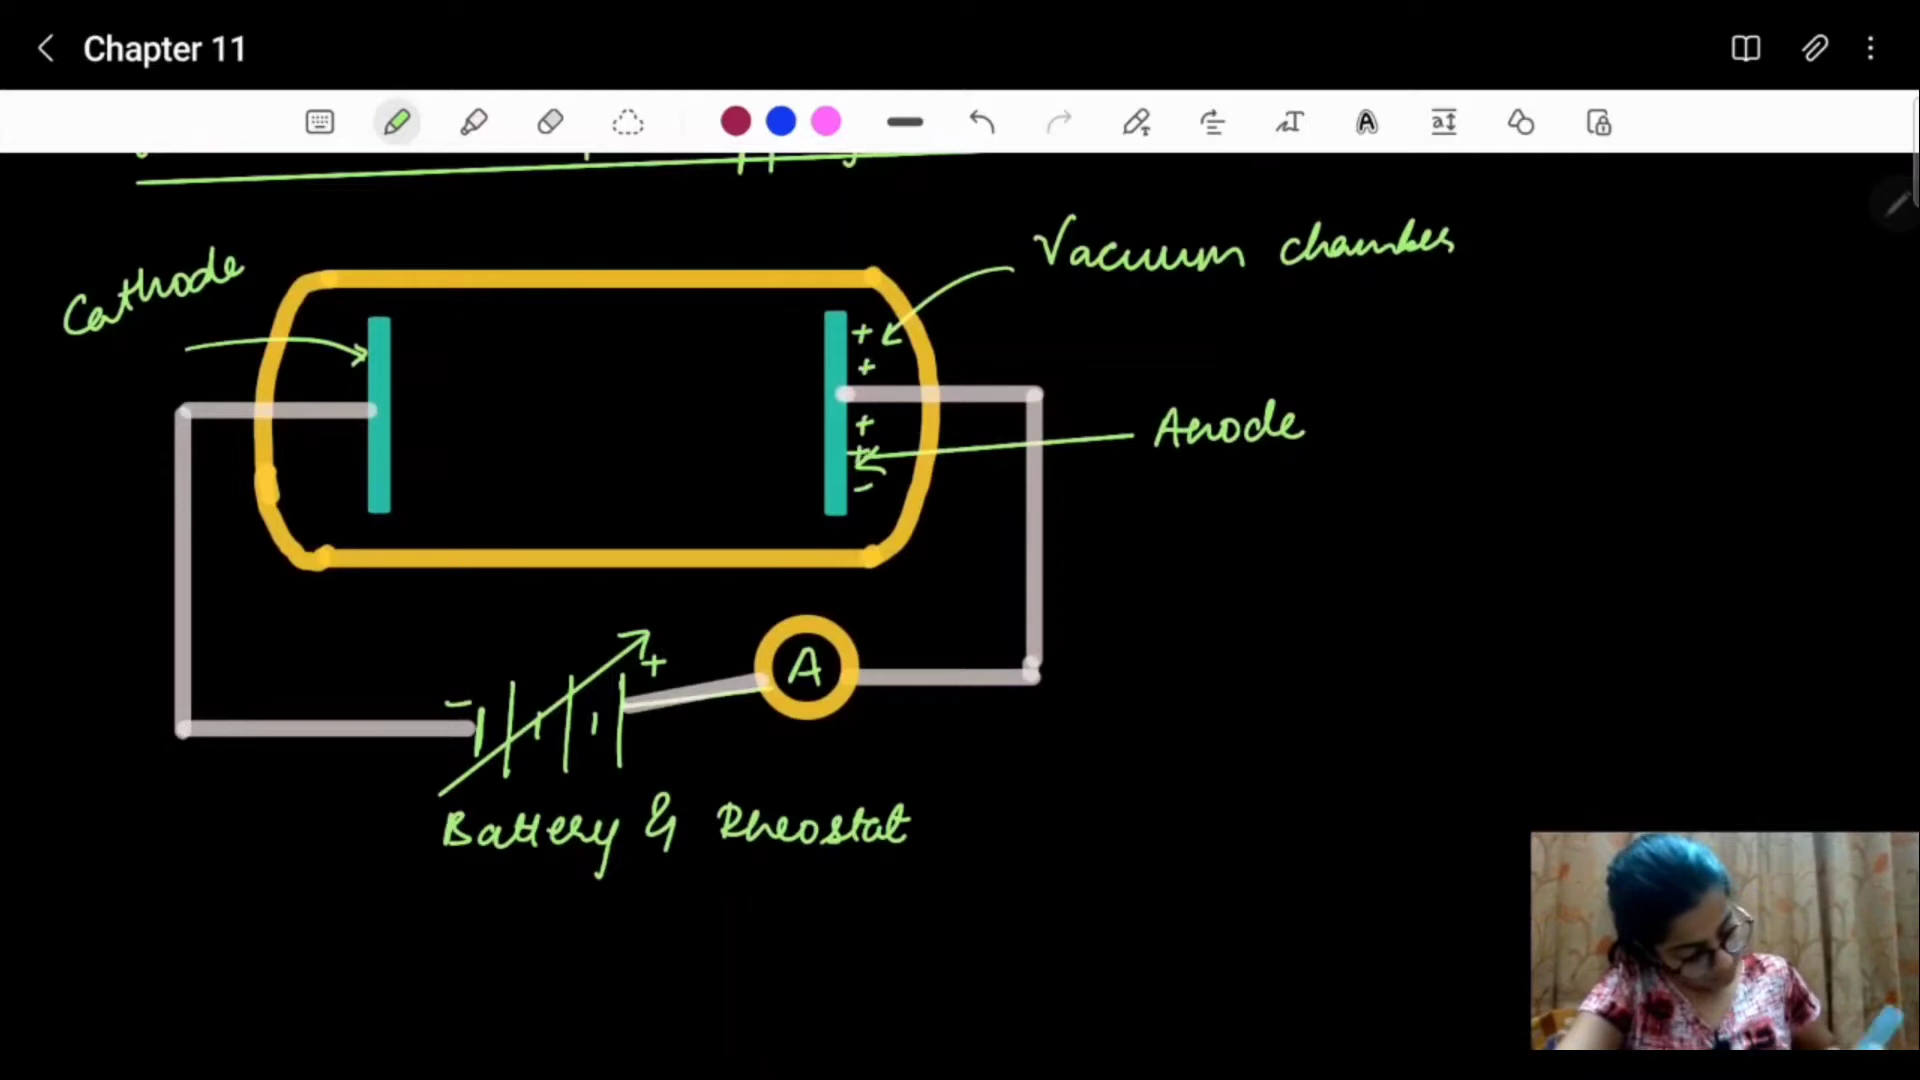 Chapter 11
Cathode
Vacuum chamber
+
+
+
+
-
Anode
- +
A
Battery & Rheostat